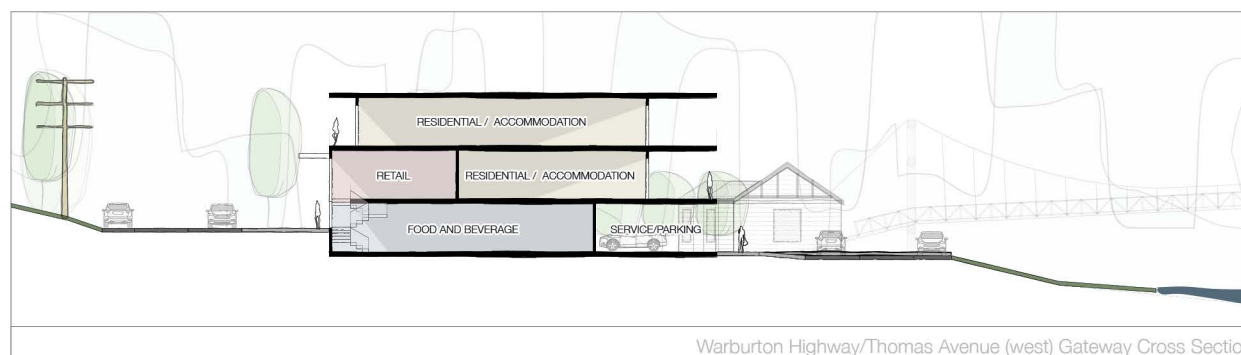 RESIDENTIAL / ACCOMMODATION
RETAIL
RESIDENTIAL / ACCOMMODATION
FOOD AND BEVERAGE
SERVICE/PARKING
Warburton Highway/Thomas Avenue (west) Gateway Cross Sectio